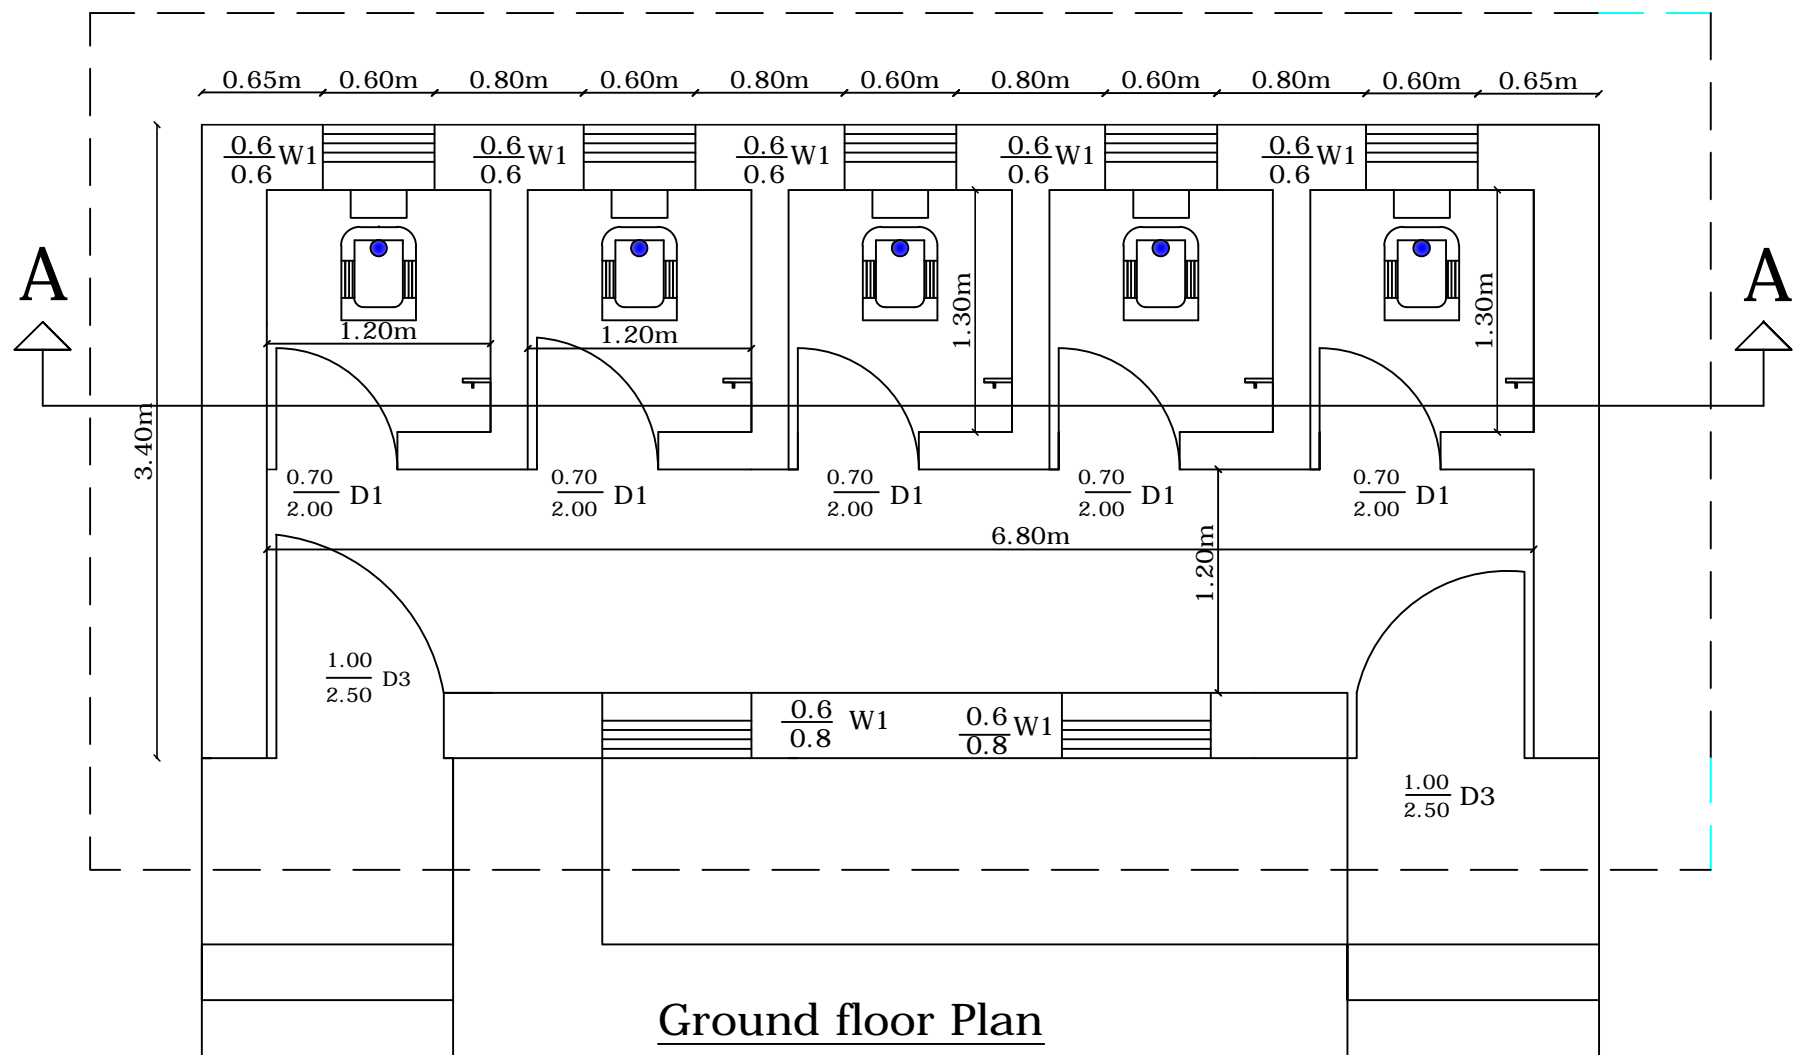 0.65m 0.60m 0.80m 0.60m 0.80m 0.60m 0.80m 0.60m 0.80m 0.60m 0.65m
0.6 W1 0.6 W1 0.6 W1 0.6 W1 0.6 W1
0.6 0.6 0.6 0.6 0.6
A A
1.30m 1.30m
1.20m 1.20m
3.40m
0.70 D1 0.70 D1 0.70 D1 0.70 D1 0.70 D1
2.00 2.00 2.00 2.00 2.00
6.80m
1.20m
1.00 D3
2.50
0.6 W1 0.6 W1
0.8 0.8
1.00 D3
2.50
Ground floor Plan